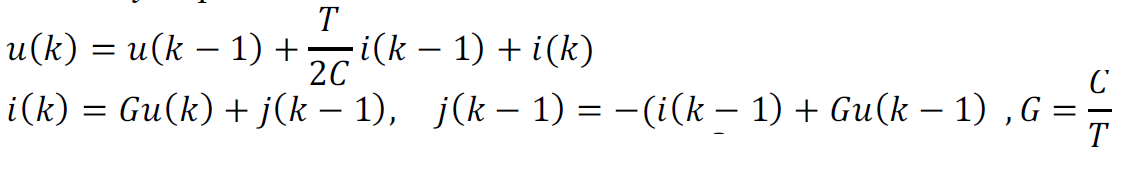 u(k) = u(k − 1) + T/2C i(k − 1) + i(k)
i(k) = Gu(k) + j(k − 1), j(k − 1) = −(i(k − 1) + Gu(k − 1) , G = C/T